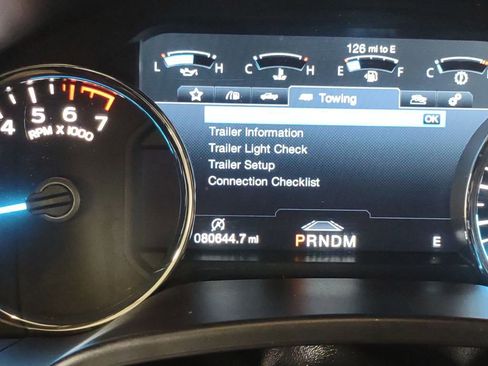 126 mi to E
L H C H E F C
Towing
OK
Trailer Information
Trailer Light Check
Trailer Setup
Connection Checklist
4 5 6 7
RPM X 1000
080644.7 mi PRNDM E